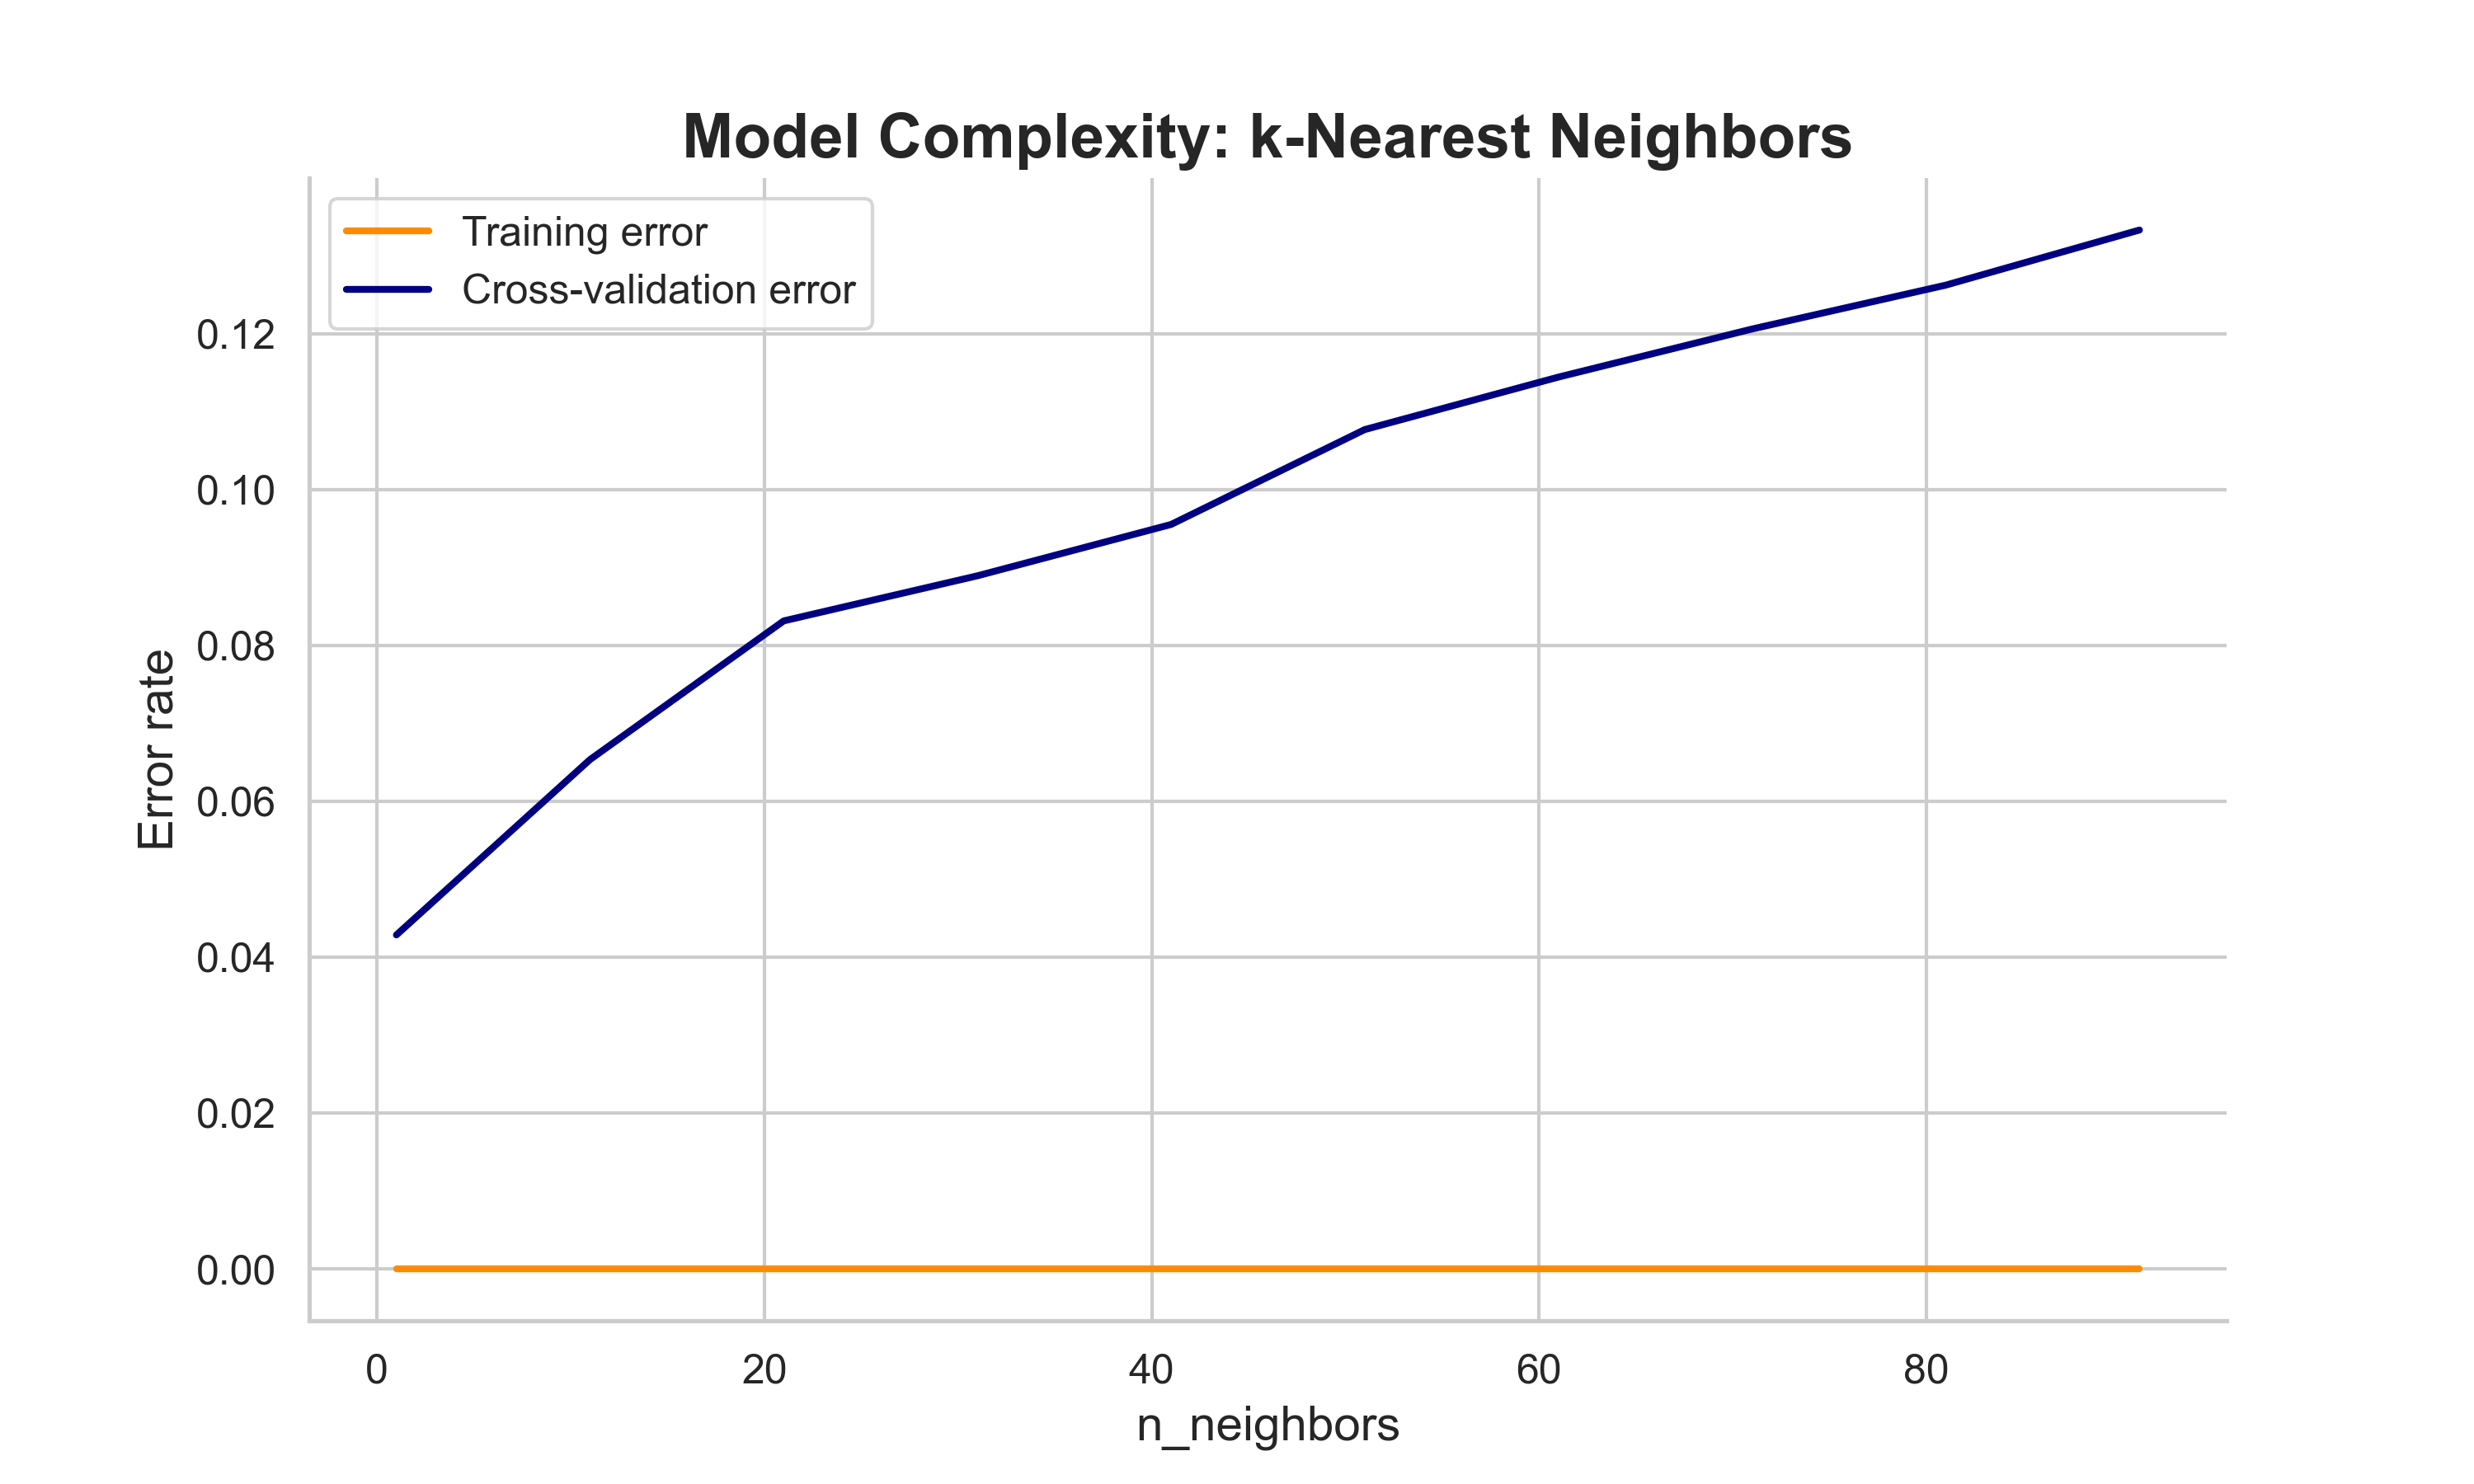 Model Complexity: k-Nearest Neighbors
Training error
Cross-validation error
0.12
0.10
0.08
0.06
0.04
0.02
0.00
Error rate
0 20 40 60 80
n_neighbors